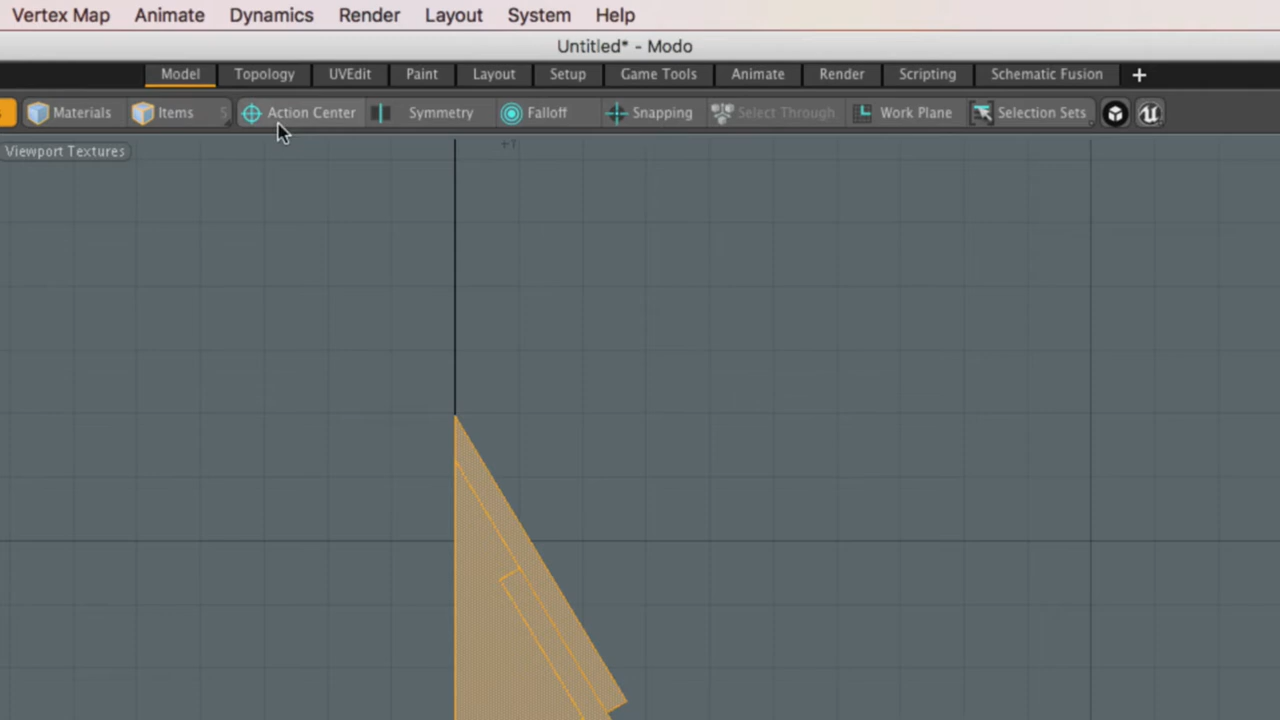 Vertex Map Animate Dynamics Render Layout System Help
Untitled* - Modo
Model Topology UVEdit Paint Layout Setup Game Tools Animate Render Scripting Schematic Fusion +
Materials Items 5 Action Center Symmetry Falloff Snapping Select Through Work Plane Selection Sets
Viewport Textures